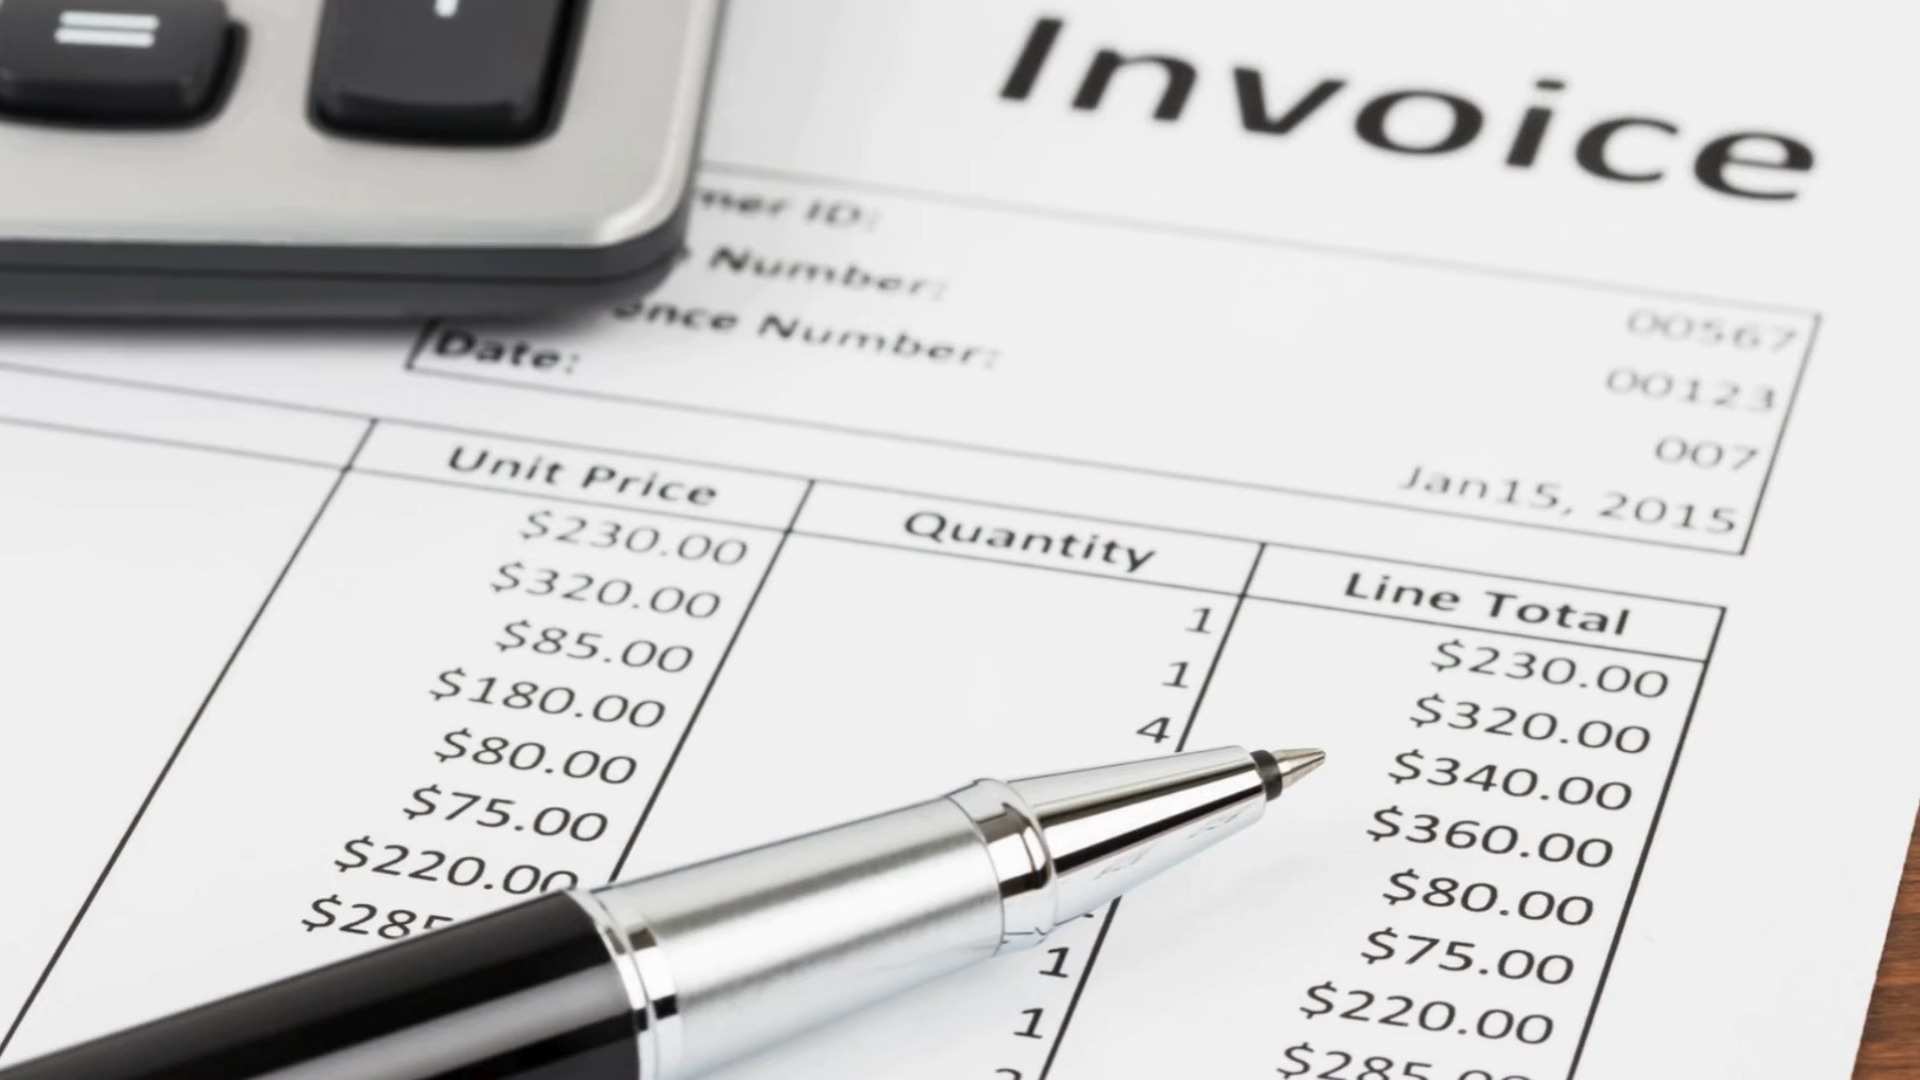 =
Invoice
ID: 00567
Number: 00123
Number: 007
Date: Jan15, 2015
Unit Price Quantity Line Total
$230.00 1 $230.00
$320.00 1 $320.00
$85.00 4 $340.00
$180.00 $360.00
$80.00 $80.00
$75.00 1 $75.00
$220.00 1 $220.00